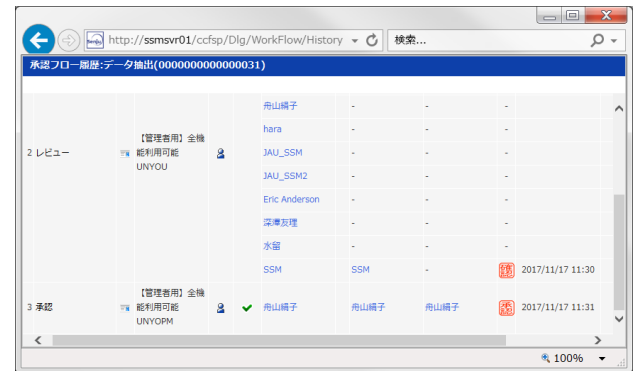 http://ssmsvr01/ccfsp/Dlg/WorkFlow/History
検索...
承認フロー履歴:データ抽出(0000000000000031)
舟山縞子 - - -
hara - - -
2 レビュー 【管理者用】全機能利用可能 UNYOU JAU_SSM - - -
JAU_SSM2 - - -
Eric Anderson - - -
深澤友理 - - -
水留 - - -
SSM SSM - 2017/11/17 11:30
3 承認 【管理者用】全機能利用可能 UNYOPM 舟山縞子 舟山縞子 舟山縞子 2017/11/17 11:31
100%